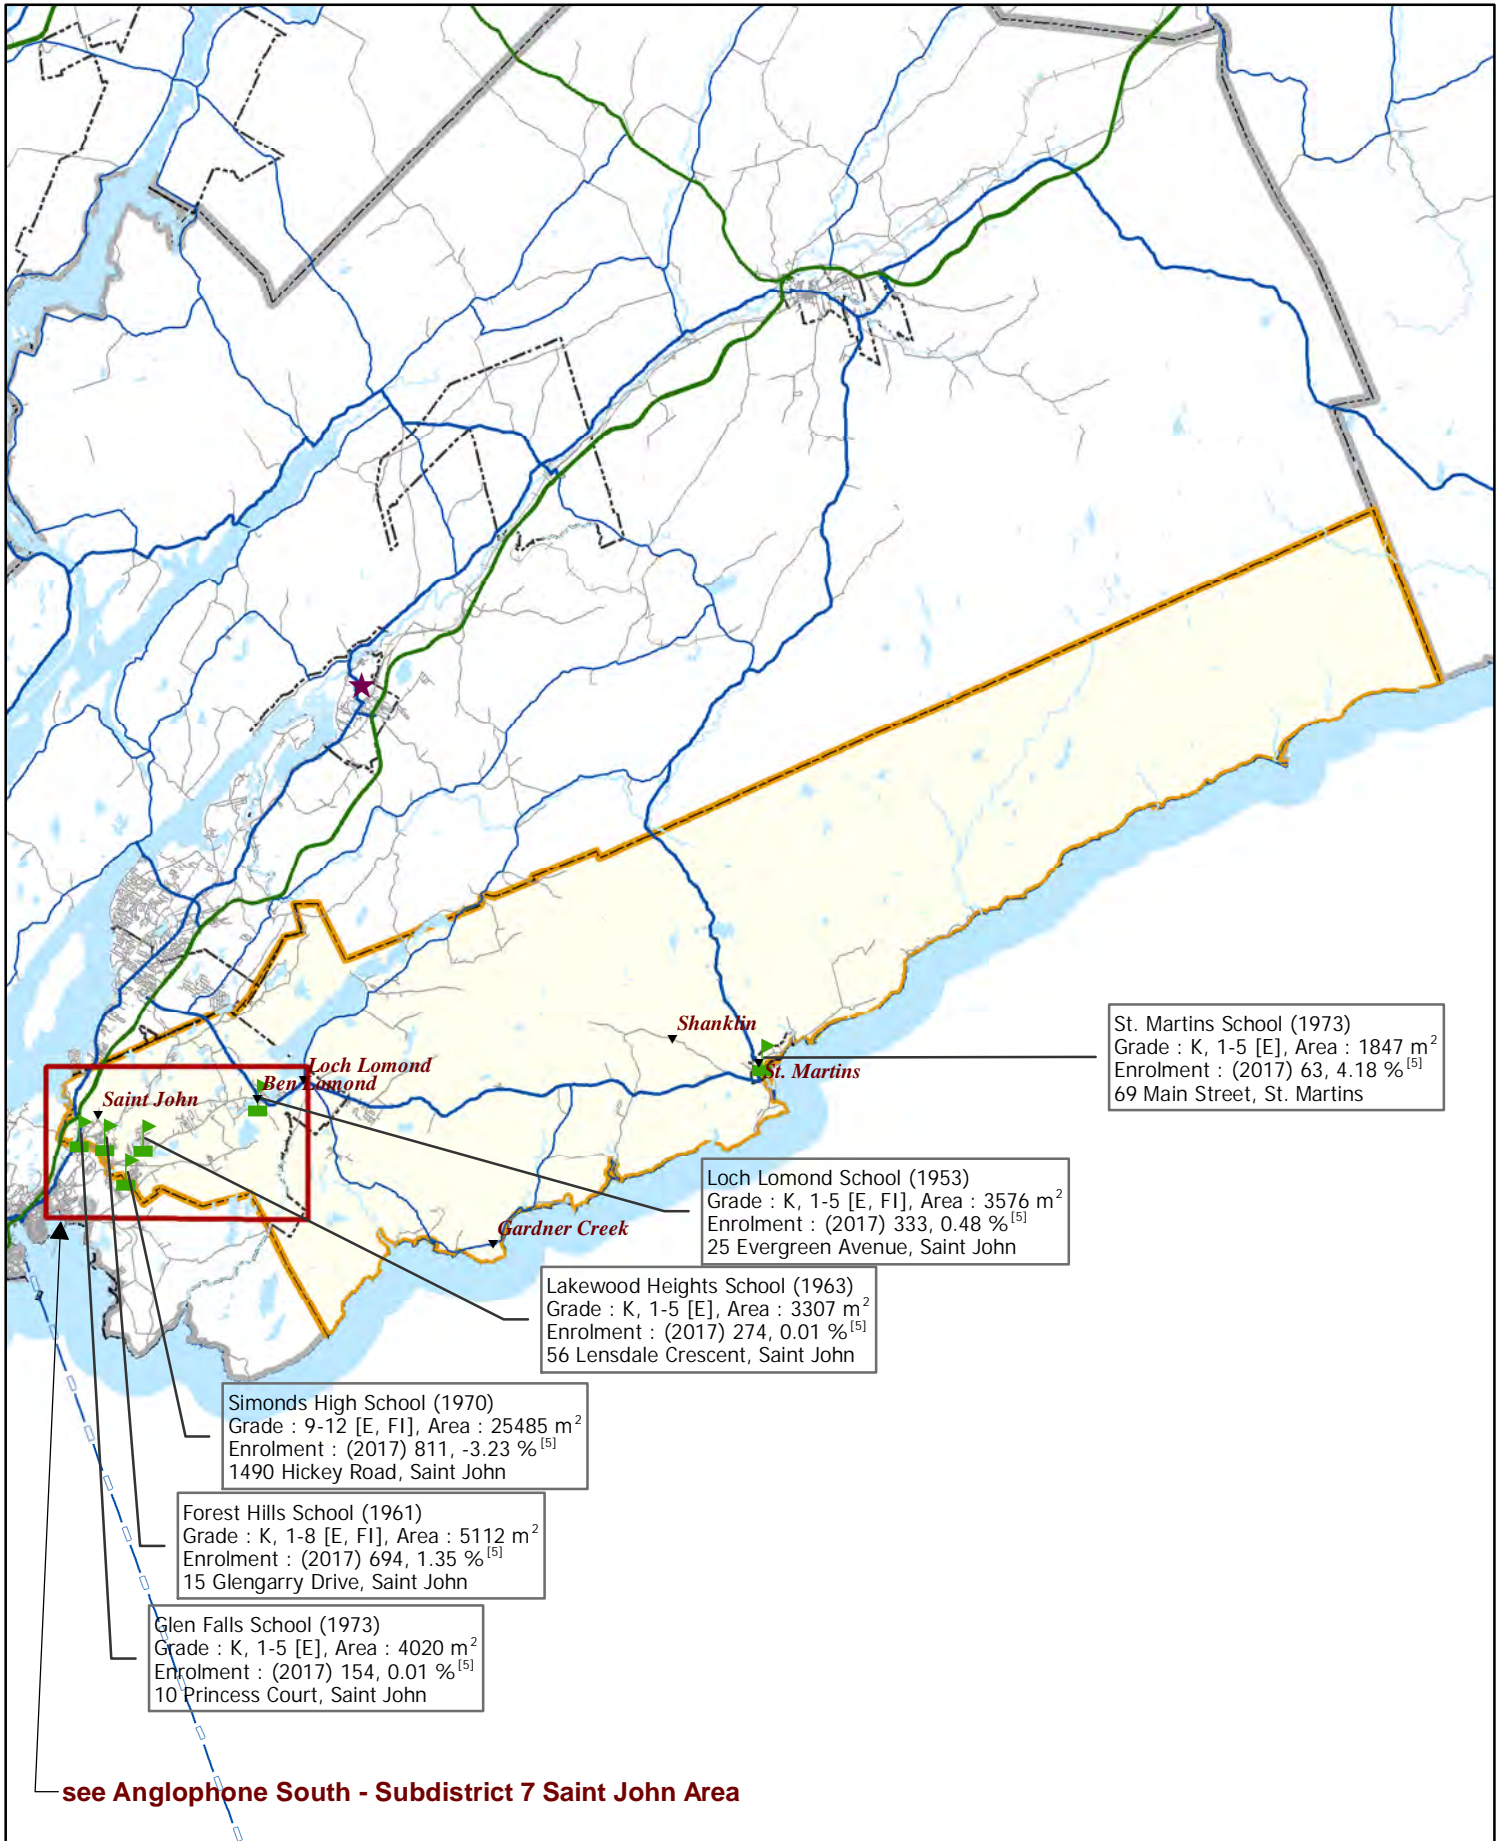 Shanklin
St. Martins
Loch Lomond
Ben Lomond
Saint John
Gardner Creek
St. Martins School (1973)
Grade : K, 1-5 [E], Area : 1847 m²
Enrolment : (2017) 63, 4.18 % [5]
69 Main Street, St. Martins
Loch Lomond School (1953)
Grade : K, 1-5 [E, FI], Area : 3576 m²
Enrolment : (2017) 333, 0.48 % [5]
25 Evergreen Avenue, Saint John
Lakewood Heights School (1963)
Grade : K, 1-5 [E], Area : 3307 m²
Enrolment : (2017) 274, 0.01 % [5]
56 Lensdale Crescent, Saint John
Simonds High School (1970)
Grade : 9-12 [E, FI], Area : 25485 m²
Enrolment : (2017) 811, -3.23 % [5]
1490 Hickey Road, Saint John
Forest Hills School (1961)
Grade : K, 1-8 [E, FI], Area : 5112 m²
Enrolment : (2017) 694, 1.35 % [5]
15 Glengarry Drive, Saint John
Glen Falls School (1973)
Grade : K, 1-5 [E], Area : 4020 m²
Enrolment : (2017) 154, 0.01 % [5]
10 Princess Court, Saint John
see Anglophone South - Subdistrict 7 Saint John Area